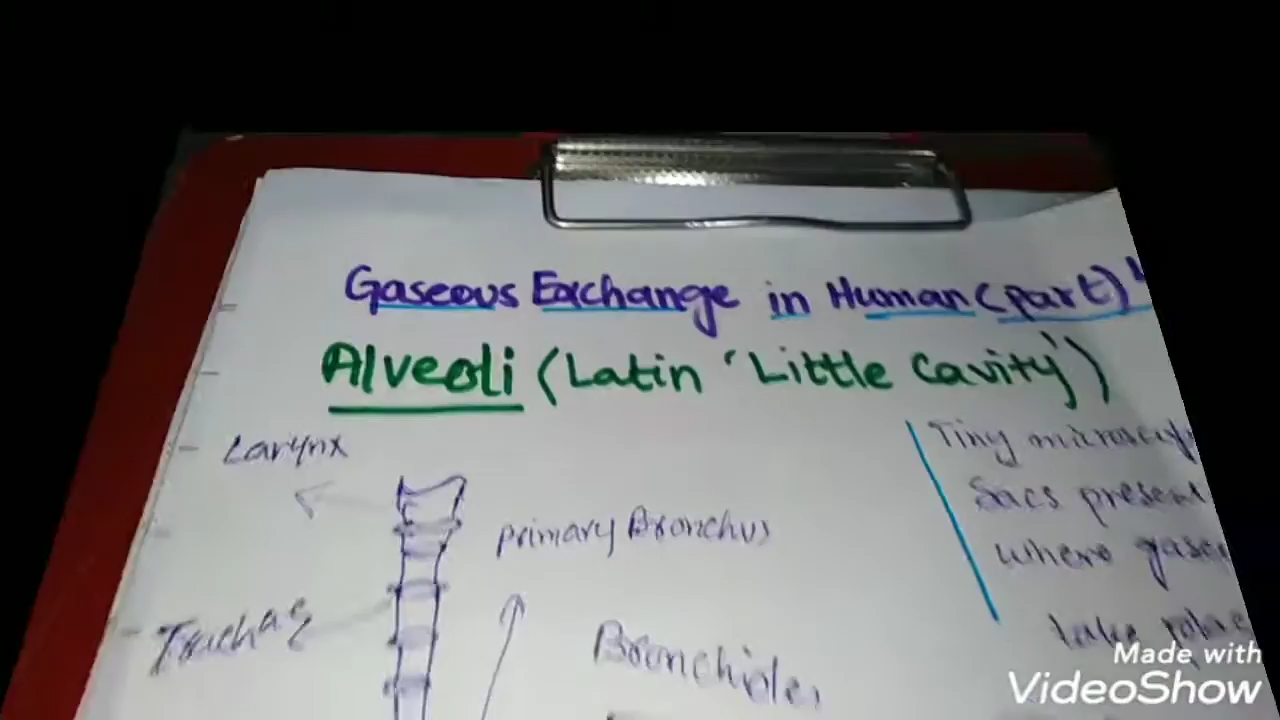 Gaseous Exchange in Human (part)
Alveoli (Latin 'Little Cavity')
Larynx
Primary Bronchus
Trachae
Bronchioles
Tiny
Sacs present
where
take
Made with
VideoShow